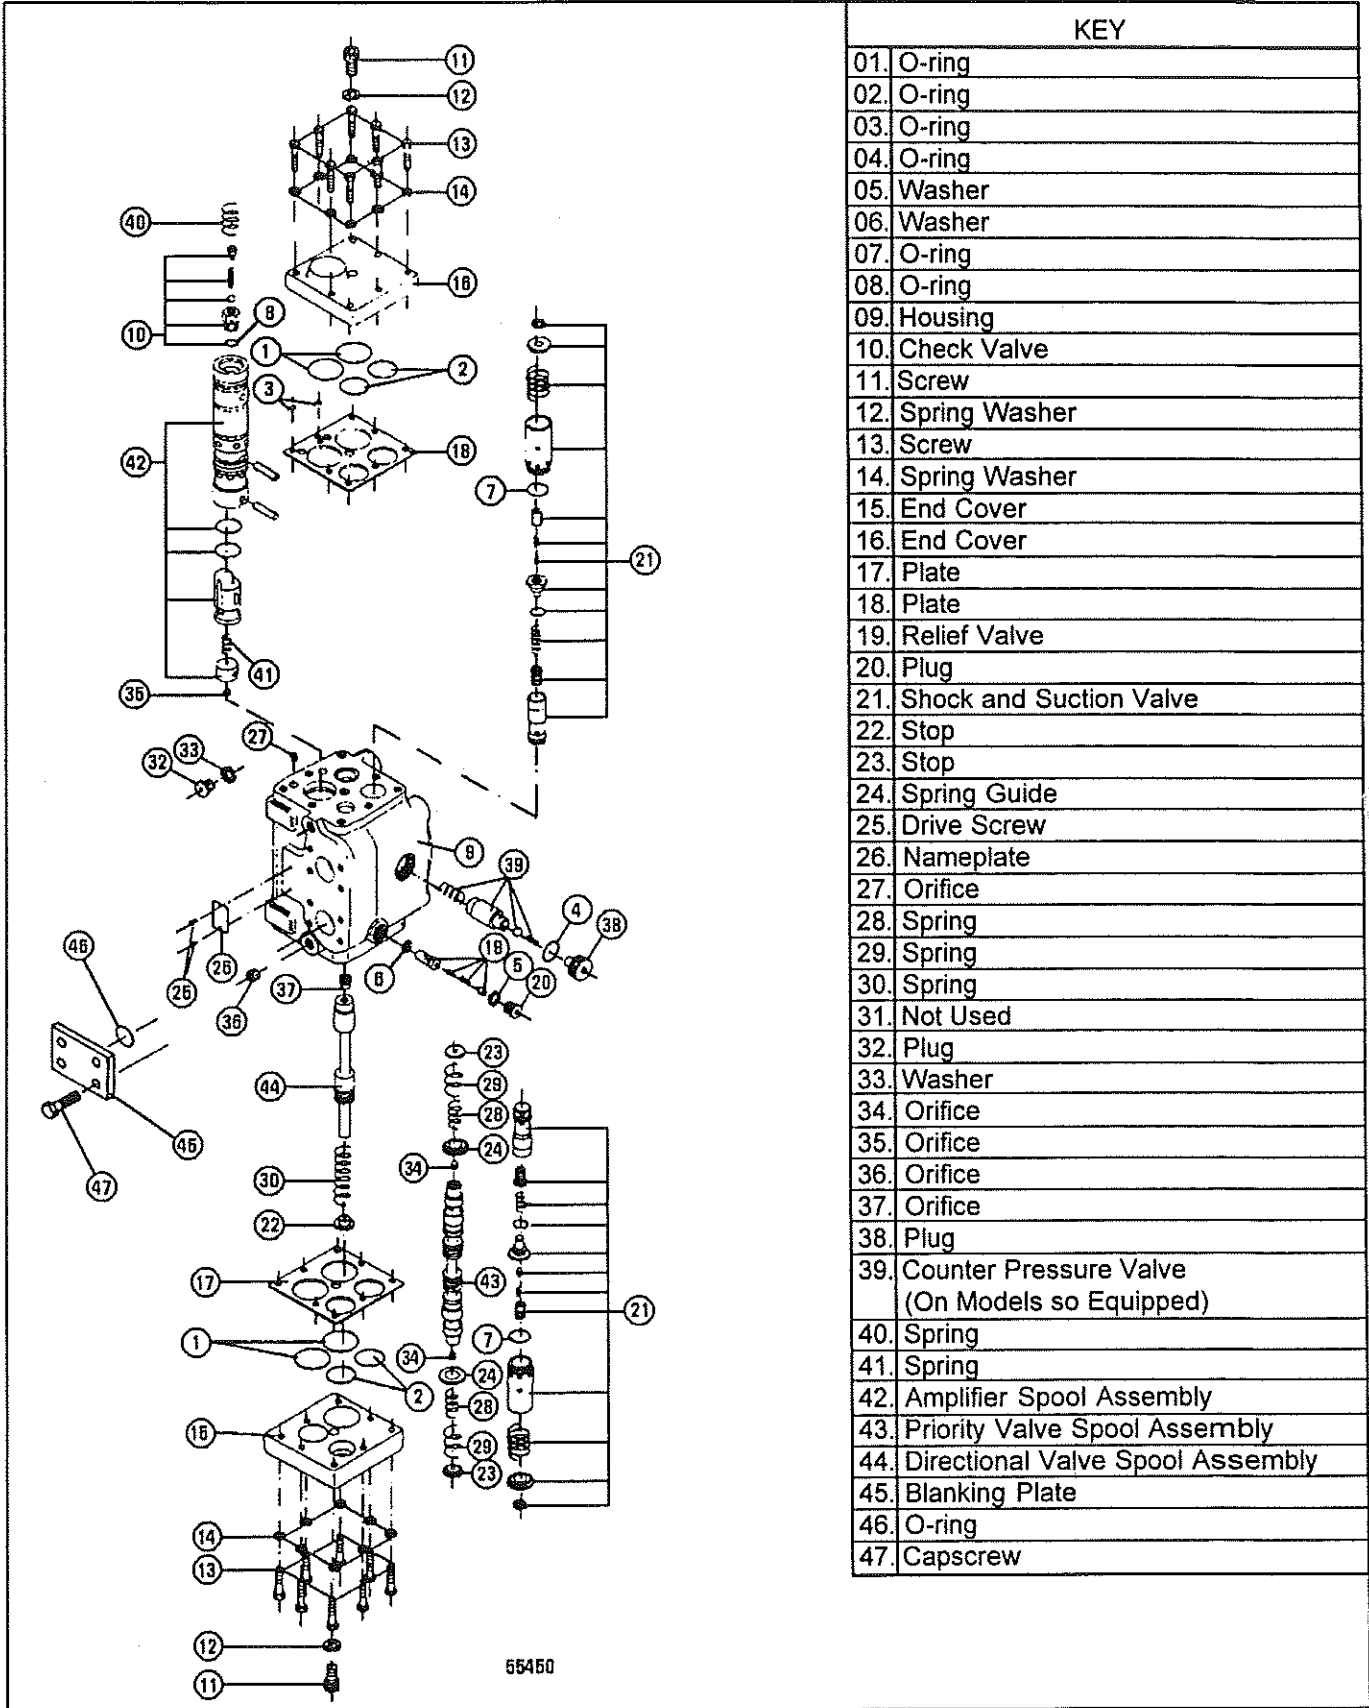 11
12
13
14
40
16
8
10
1
2
3
18
42
7
21
41
35
27
33
32
9
39
4
38
46
26
25
6
19
5
20
37
36
23
44
29
28
45
24
34
47
30
22
17
43
21
1
7
34
24
2
28
15
29
23
14
13
12
11
55450
KEY
01. O-ring
02. O-ring
03. O-ring
04. O-ring
05. Washer
06. Washer
07. O-ring
08. O-ring
09. Housing
10. Check Valve
11. Screw
12. Spring Washer
13. Screw
14. Spring Washer
15. End Cover
16. End Cover
17. Plate
18. Plate
19. Relief Valve
20. Plug
21. Shock and Suction Valve
22. Stop
23. Stop
24. Spring Guide
25. Drive Screw
26. Nameplate
27. Orifice
28. Spring
29. Spring
30. Spring
31. Not Used
32. Plug
33. Washer
34. Orifice
35. Orifice
36. Orifice
37. Orifice
38. Plug
39. Counter Pressure Valve
(On Models so Equipped)
40. Spring
41. Spring
42. Amplifier Spool Assembly
43. Priority Valve Spool Assembly
44. Directional Valve Spool Assembly
45. Blanking Plate
46. O-ring
47. Capscrew